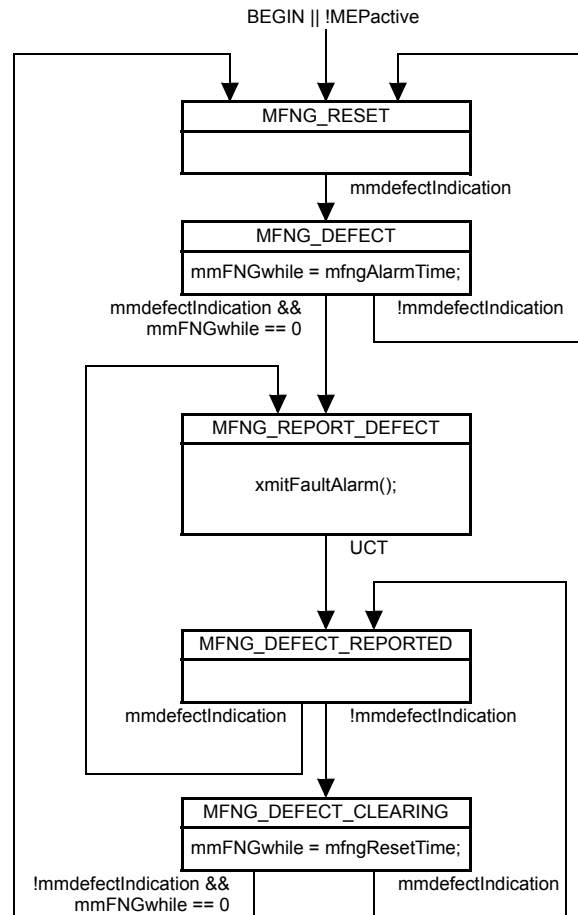 BEGIN || !MEPactive
MFNG_RESET
mmdefectIndication
MFNG_DEFECT
mmFNGwhile = mfngAlarmTime;
mmdefectIndication &&
mmFNGwhile == 0
!mmdefectIndication
MFNG_REPORT_DEFECT
xmitFaultAlarm();
UCT
MFNG_DEFECT_REPORTED
mmdefectIndication
!mmdefectIndication
MFNG_DEFECT_CLEARING
mmFNGwhile = mfngResetTime;
!mmdefectIndication &&
mmFNGwhile == 0
mmdefectIndication